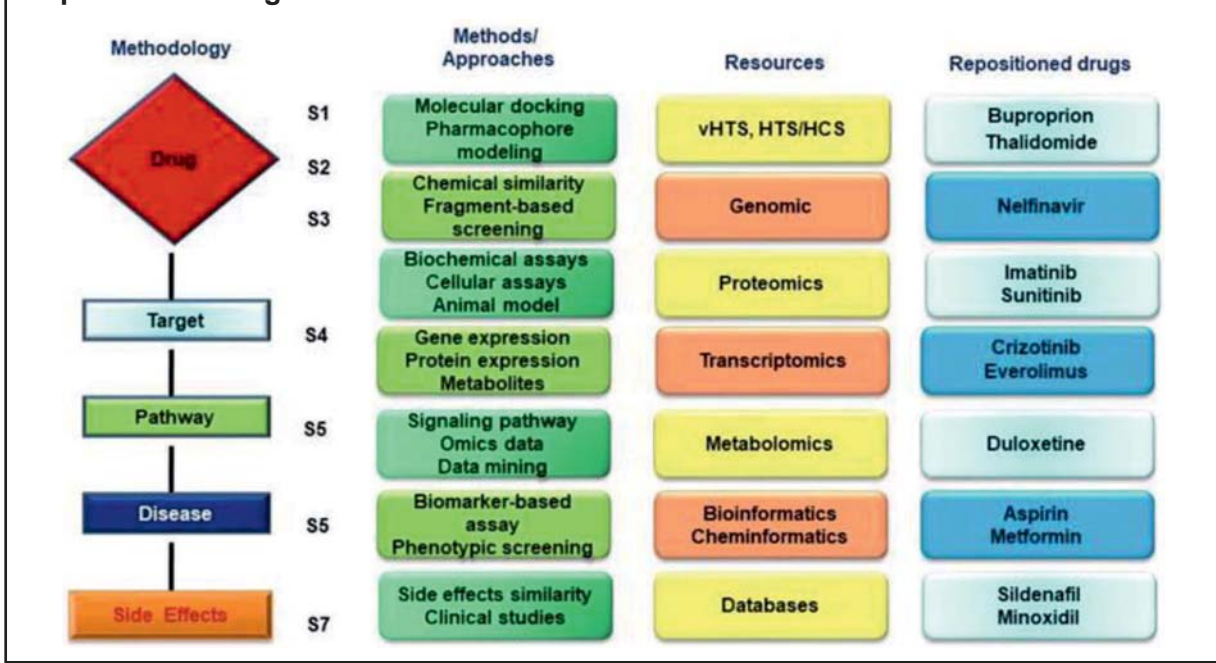 Methodology
Methods/
Approaches
Resources
Repositioned drugs
Drug
S1
S2
S3
Target
S4
Pathway
S5
Disease
S5
Side Effects
S7
Molecular docking
Pharmacophore
modeling
vHTS, HTS/HCS
Buproprion
Thalidomide
Chemical similarity
Fragment-based
screening
Genomic
Nelfinavir
Biochemical assays
Cellular assays
Animal model
Proteomics
Imatinib
Sunitinib
Gene expression
Protein expression
Metabolites
Transcriptomics
Crizotinib
Everolimus
Signaling pathway
Omics data
Data mining
Metabolomics
Duloxetine
Biomarker-based
assay
Phenotypic screening
Bioinformatics
Cheminformatics
Aspirin
Metformin
Side effects similarity
Clinical studies
Databases
Sildenafil
Minoxidil